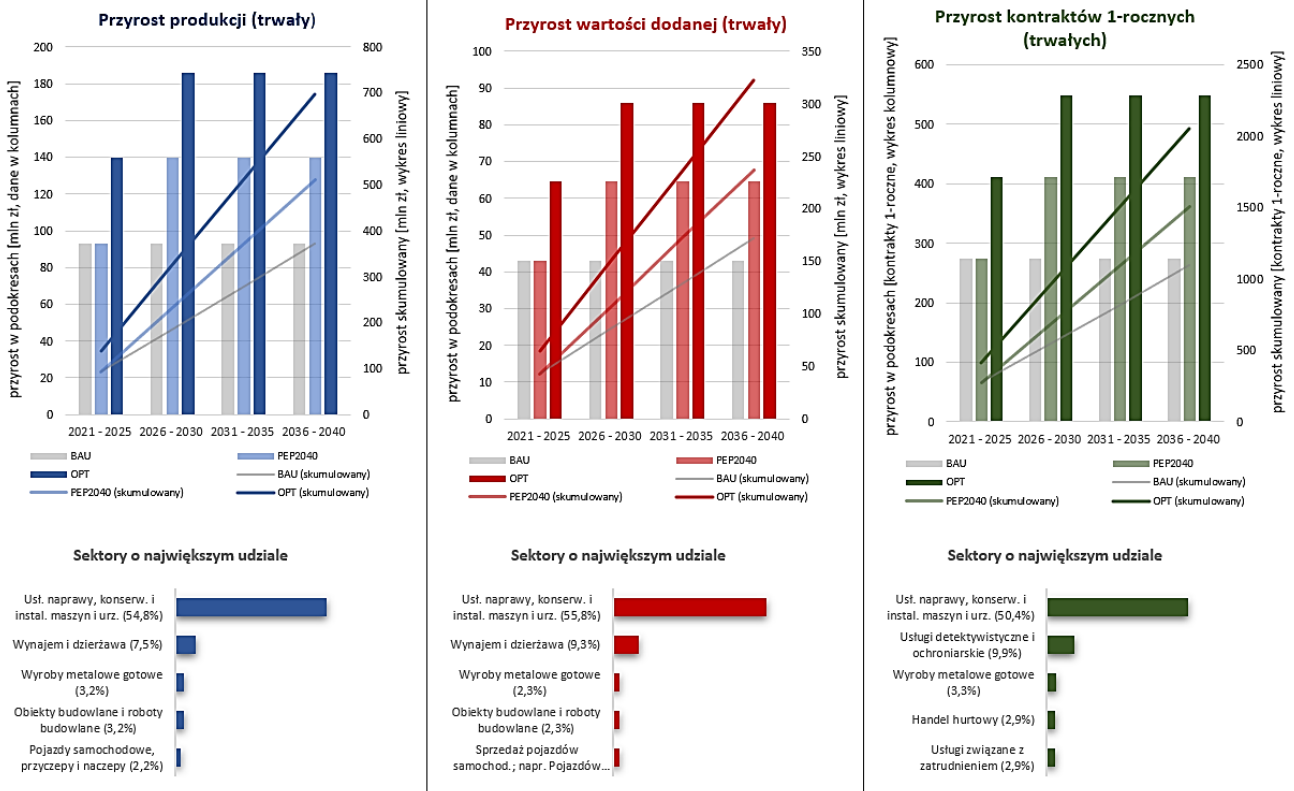 Przyrost produkcji (trwały)
przyrost w podokresach [mln zł, dane w kolumnach]
200
180
160
140
120
100
80
60
40
20
0
800
700
600
500
400
300
200
100
0
przyrost skumulowany [mln zł, wykres liniowy)
2021 - 2025
2026 - 2030
2031 - 2035
2036 - 2040
BAU
PEP2040
OPT
BAU (skumulowany)
PEP2040 (skumulowany)
OPT (skumulowany)
Sektory o największym udziale
Usł. naprawy, konserw. i
instal. maszyn i urz. (54,8%)
Wynajem i dzierżawa (7,5%)
Wyroby metalowe gotowe
(3,2%)
Obiekty budowlane i roboty
budowlane (3,2%)
Pojazdy samochodowe,
przyczepy i naczepy (2,2%)
Przyrost wartości dodanej (trwały)
przyrost w podokresach [mln zł, dane w kolumnach]
100
90
80
70
60
50
40
30
20
10
0
350
300
250
200
150
100
50
0
przyrost skumulowany [mln zł, wykres liniowy)
2021 - 2025
2026 - 2030
2031 - 2035
2036 - 2040
BAU
PEP2040
OPT
BAU (skumulowany)
PEP2040 (skumulowany)
OPT (skumulowany)
Sektory o największym udziale
Usł. naprawy, konserw. i
instal. maszyn i urz. (55,8%)
Wynajem i dzierżawa (9,3%)
Wyroby metalowe gotowe
(2,3%)
Obiekty budowlane i roboty
budowlane (2,3%)
Sprzedaż pojazdów
samochod.; napr. Pojazdów...
Przyrost kontraktów 1-rocznych
(trwałych)
przyrost w podokresach [kontrakty 1-roczne, wykres kolumnowy]
600
500
400
300
200
100
0
2500
2000
1500
1000
500
0
przyrost skumulowany [kontrakty 1-roczne, wykres liniowy]
2021 - 2025
2026 - 2030
2031 - 2035
2036 - 2040
BAU
PEP2040
OPT
BAU (skumulowany)
PEP2040 (skumulowany)
OPT (skumulowany)
Sektory o największym udziale
Usł. naprawy, konserw. i
instal. maszyn i urz. (50,4%)
Usługi detektywistyczne i
ochroniarskie (9,9%)
Wyroby metalowe gotowe
(3,3%)
Handel hurtowy (2,9%)
Usługi związane z
zatrudnieniem (2,9%)